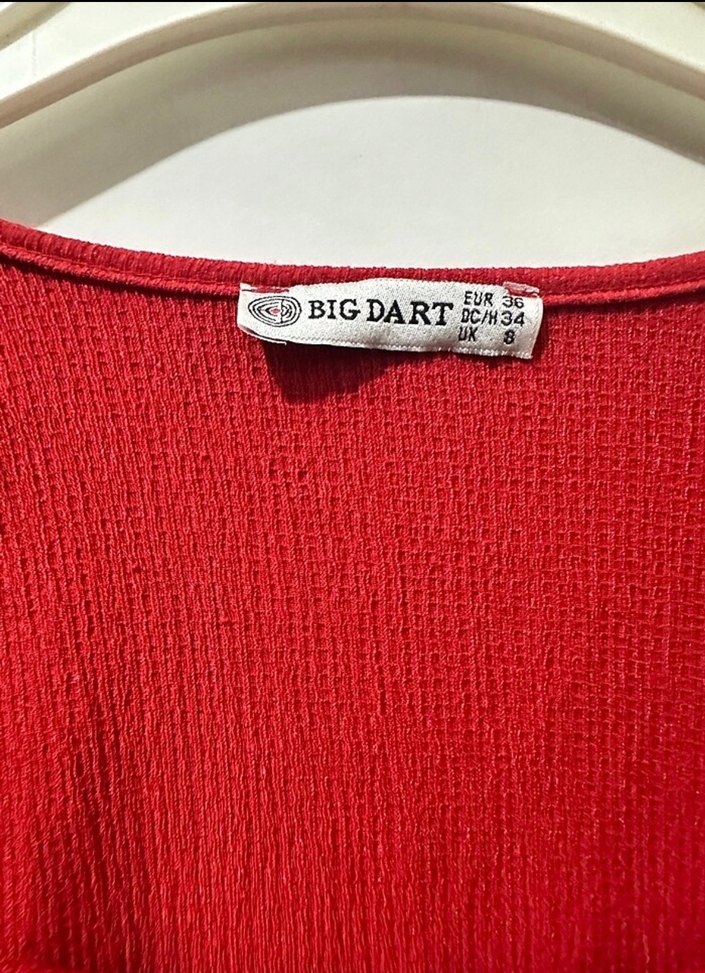 BIG DART
EUR 36
DC/H 34
UK 8